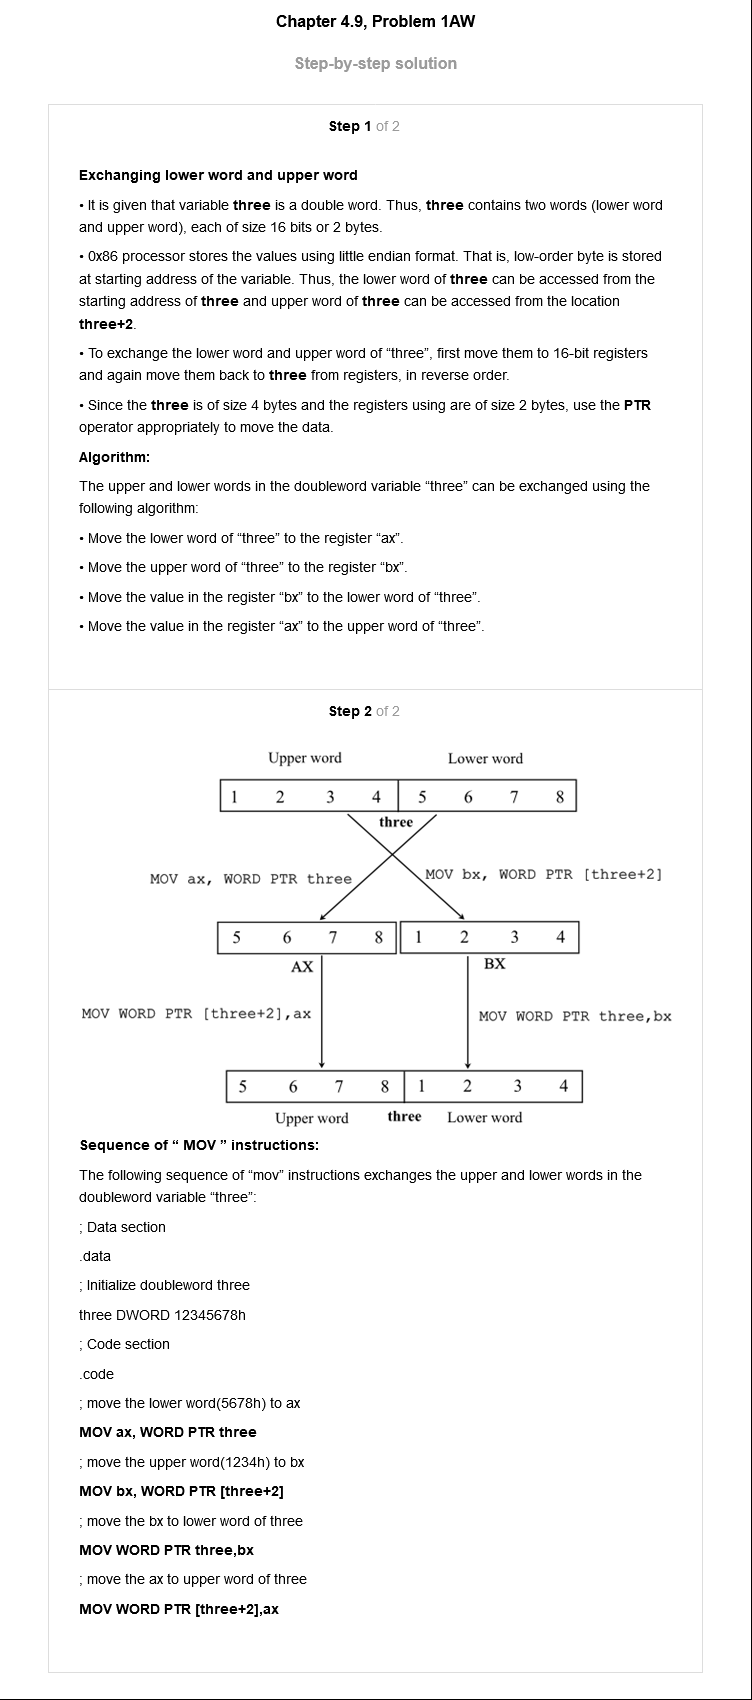 Chapter 4.9, Problem 1AW
Step-by-step solution
Step 1 of 2
Exchanging lower word and upper word
• It is given that variable three is a double word. Thus, three contains two words (lower word
and upper word), each of size 16 bits or 2 bytes.
• 0x86 processor stores the values using little endian format. That is, low-order byte is stored
at starting address of the variable. Thus, the lower word of three can be accessed from the
starting address of three and upper word of three can be accessed from the location
three+2.
• To exchange the lower word and upper word of “three”, first move them to 16-bit registers
and again move them back to three from registers, in reverse order.
• Since the three is of size 4 bytes and the registers using are of size 2 bytes, use the PTR
operator appropriately to move the data.
Algorithm:
The upper and lower words in the doubleword variable “three” can be exchanged using the
following algorithm:
• Move the lower word of “three” to the register “ax”.
• Move the upper word of “three” to the register “bx”.
• Move the value in the register “bx” to the lower word of “three”.
• Move the value in the register “ax” to the upper word of “three”.
Step 2 of 2
Upper word Lower word
1 2 3 4 5 6 7 8
three
MOV ax, WORD PTR three MOV bx, WORD PTR [three+2]
5 6 7 8 1 2 3 4
AX BX
MOV WORD PTR [three+2],ax MOV WORD PTR three,bx
5 6 7 8 1 2 3 4
Upper word three Lower word
Sequence of “ MOV ” instructions:
The following sequence of “mov” instructions exchanges the upper and lower words in the
doubleword variable “three”:
; Data section
.data
; Initialize doubleword three
three DWORD 12345678h
; Code section
.code
; move the lower word(5678h) to ax
MOV ax, WORD PTR three
; move the upper word(1234h) to bx
MOV bx, WORD PTR [three+2]
; move the bx to lower word of three
MOV WORD PTR three,bx
; move the ax to upper word of three
MOV WORD PTR [three+2],ax